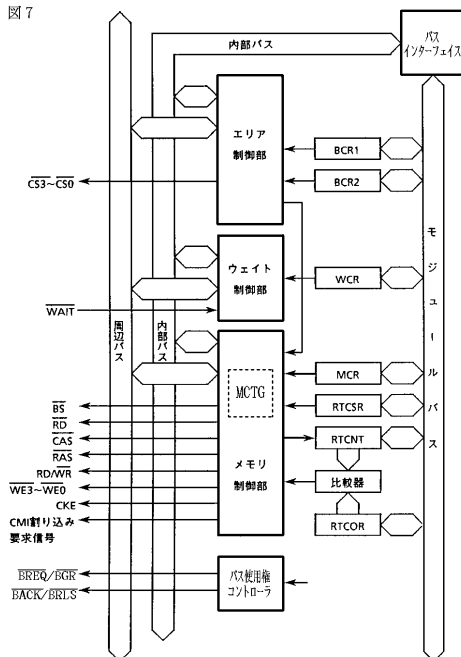 図7
バス
インターフェイス
内部バス
エリア
制御部
BCR1
BCR2
CS3~CS0
ウェイト
制御部
WCR
WAIT
周辺バス
内部バス
モジュールバス
MCTG
メモリ
制御部
MCR
RTCSR
RTCNT
比較器
RTCOR
BS
RD
CAS
RAS
RD/WR
WE3~WE0
CKE
CMI割り込み
要求信号
BREQ/BGR
BACK/BRLS
バス使用権
コントローラ